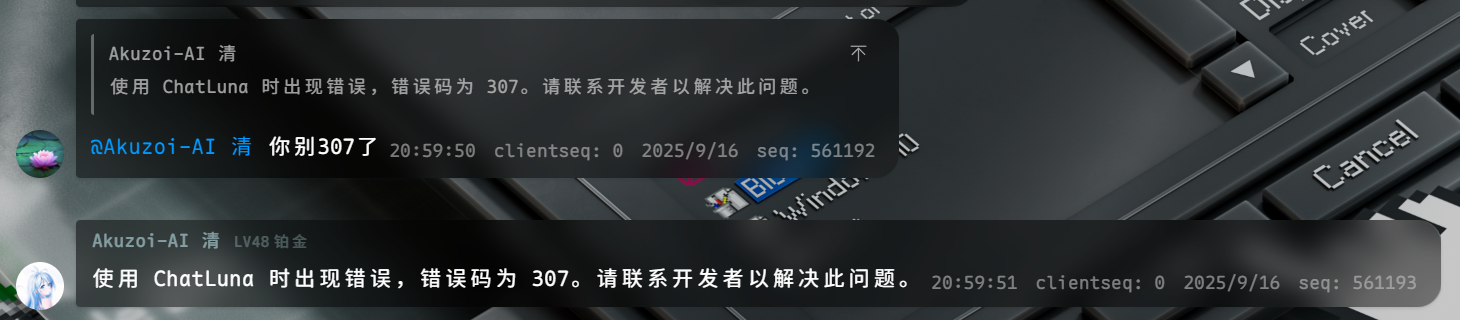 Akuzoi-AI 清
使用 ChatLuna 时出现错误，错误码为 307。请联系开发者以解决此问题。
@Akuzoi-AI 清 你别307了 20:59:50 clientseq: 0 2025/9/16 seq: 561192
Akuzoi-AI 清 LV48 铂金
使用 ChatLuna 时出现错误，错误码为 307。请联系开发者以解决此问题。 20:59:51 clientseq: 0 2025/9/16 seq: 561193
Cover
Cancel
Window